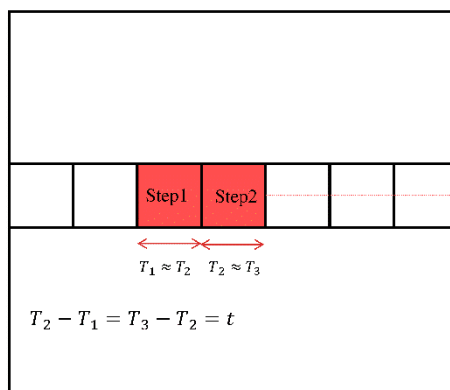 Step1 Step2
T₁ ≈ T₂ T₂ ≈ T₃
T₂ − T₁ = T₃ − T₂ = t